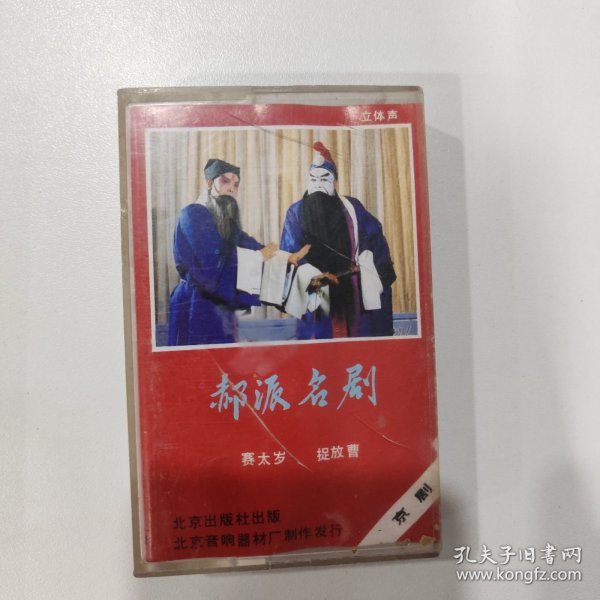 立体声
郝派名剧
赛太岁 捉放曹
京剧
北京出版社出版
北京音响器材厂制作发行
孔夫子旧书网
www.kongfz.com